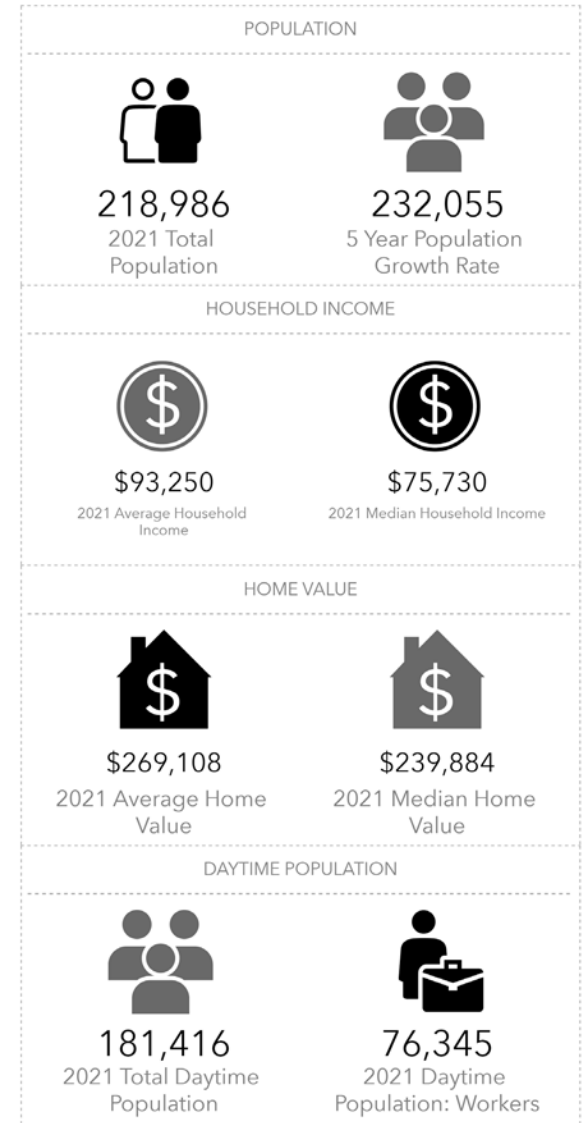 POPULATION
218,986
2021 Total
Population
232,055
5 Year Population
Growth Rate
HOUSEHOLD INCOME
$
$93,250
2021 Average Household
Income
$
$75,730
2021 Median Household Income
HOME VALUE
$
$269,108
2021 Average Home
Value
$
$239,884
2021 Median Home
Value
DAYTIME POPULATION
181,416
2021 Total Daytime
Population
76,345
2021 Daytime
Population: Workers